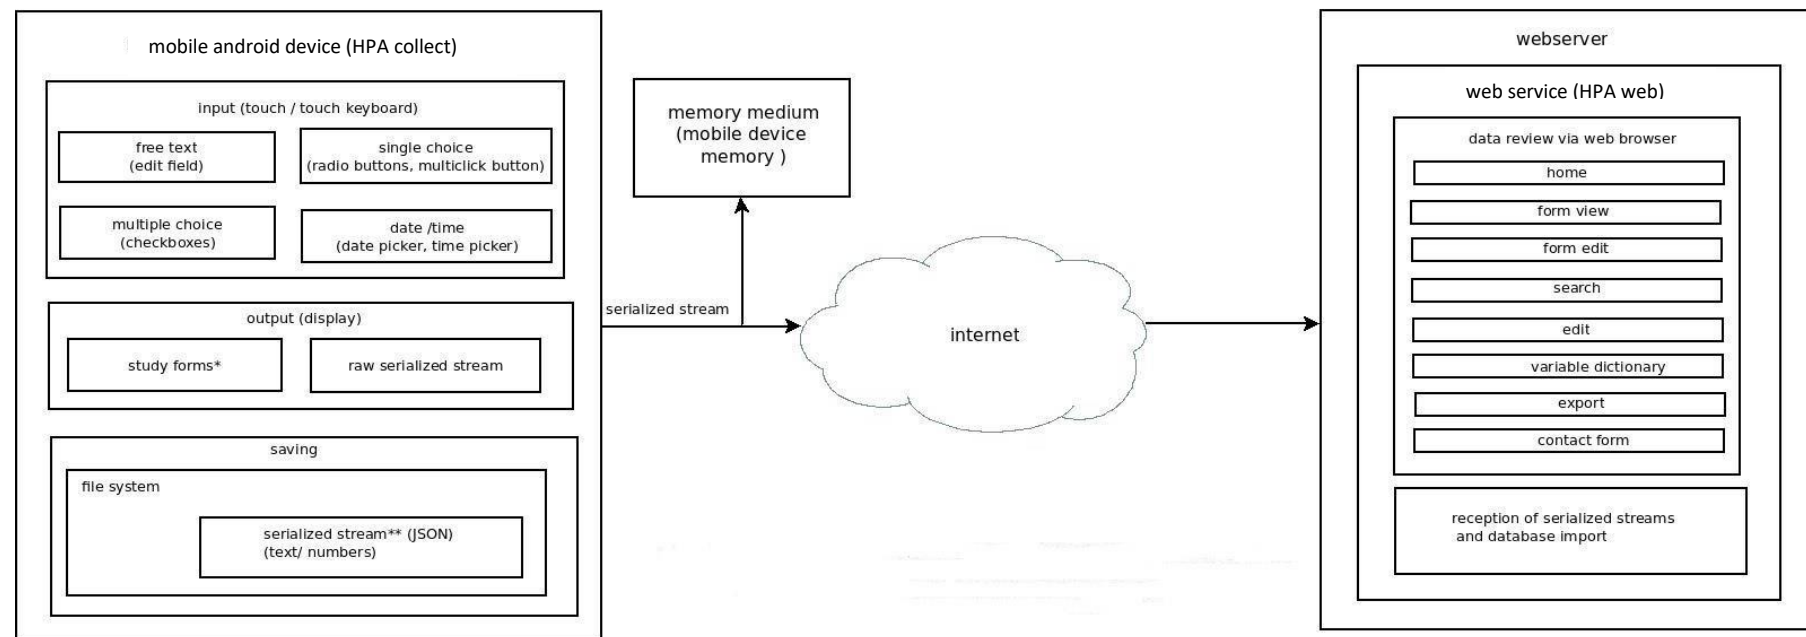 mobile android device (HPA collect)
input (touch / touch keyboard)
free text
(edit field)
single choice
(radio buttons, multiclick button)
multiple choice
(checkboxes)
date /time
(date picker, time picker)
output (display)
study forms*
raw serialized stream
saving
file system
serialized stream** (JSON)
(text/ numbers)
serialized stream
memory medium
(mobile device
memory )
internet
webserver
web service (HPA web)
data review via web browser
home
form view
form edit
search
edit
variable dictionary
export
contact form
reception of serialized streams
and database import